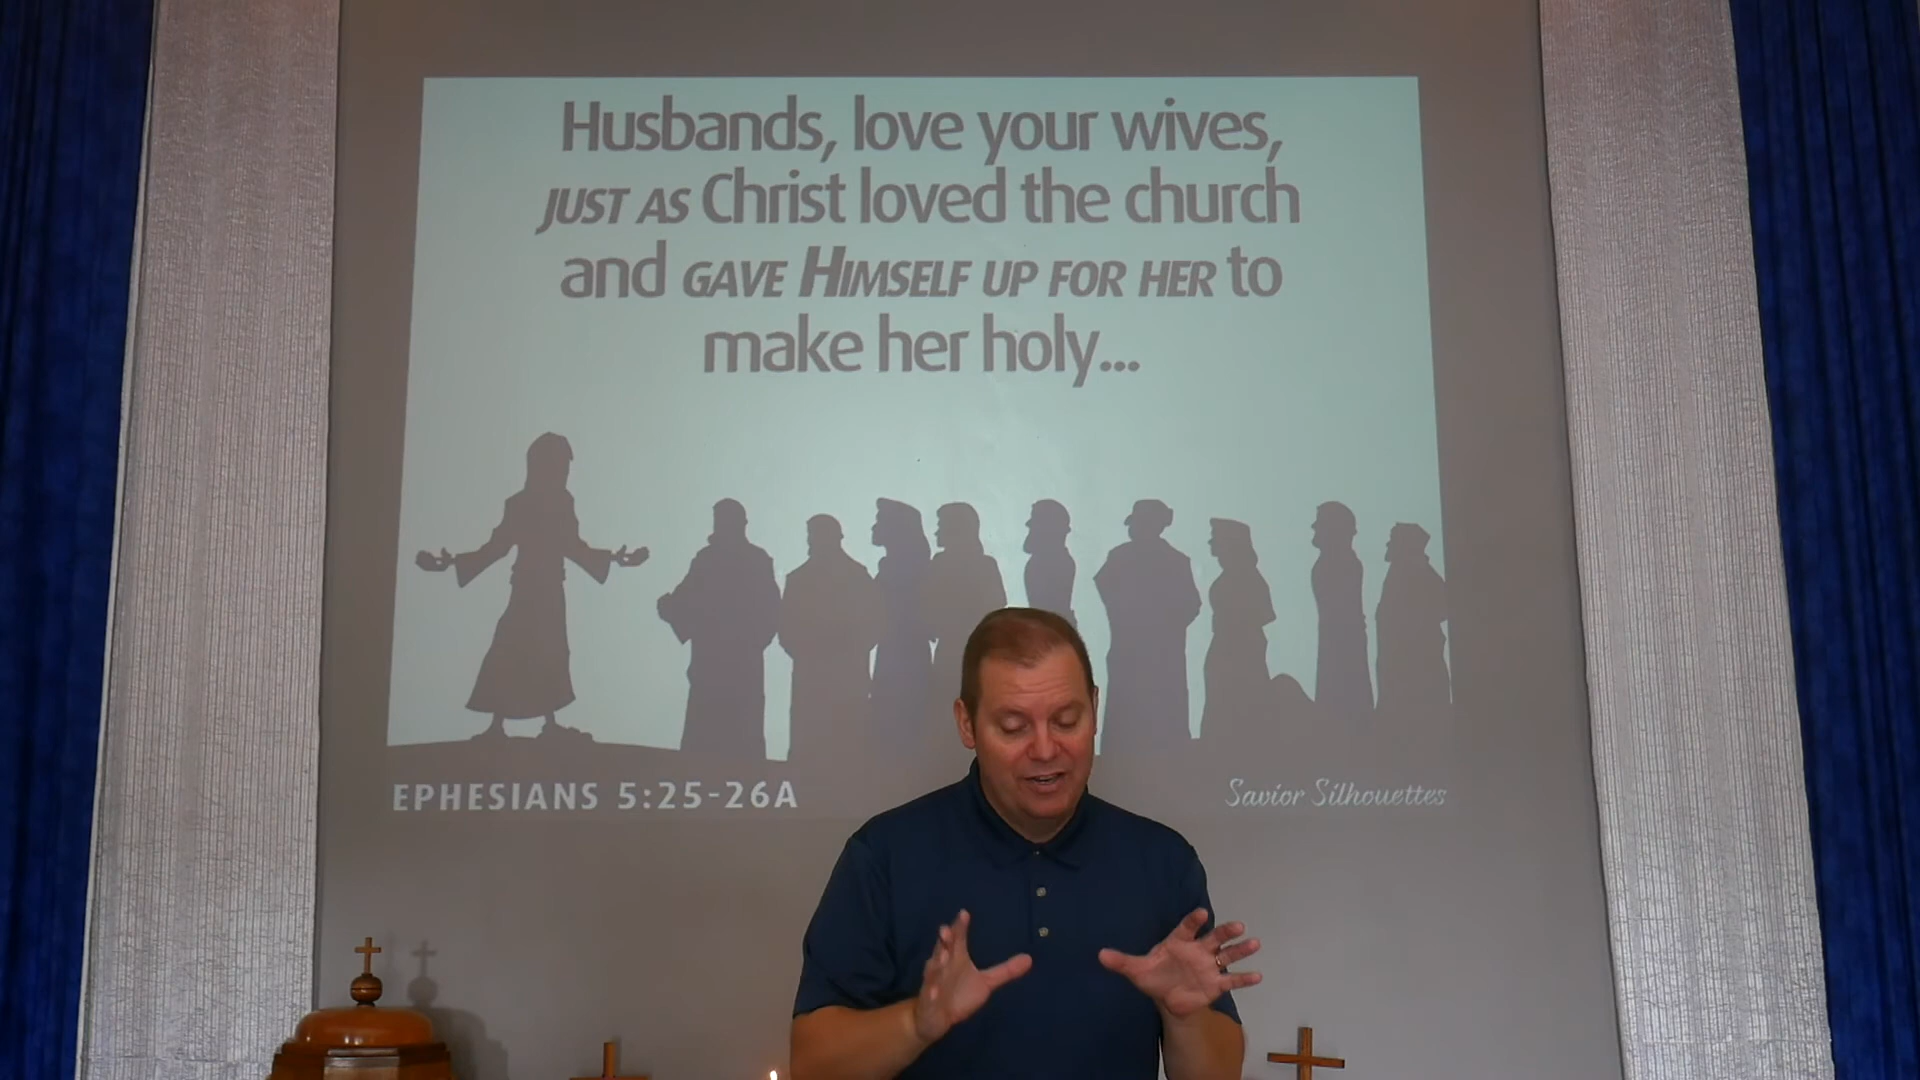 Husbands, love your wives,
JUST AS Christ loved the church
and GAVE HIMSELF UP FOR HER to
make her holy...
EPHESIANS 5:25-26A
Savior Silhouettes